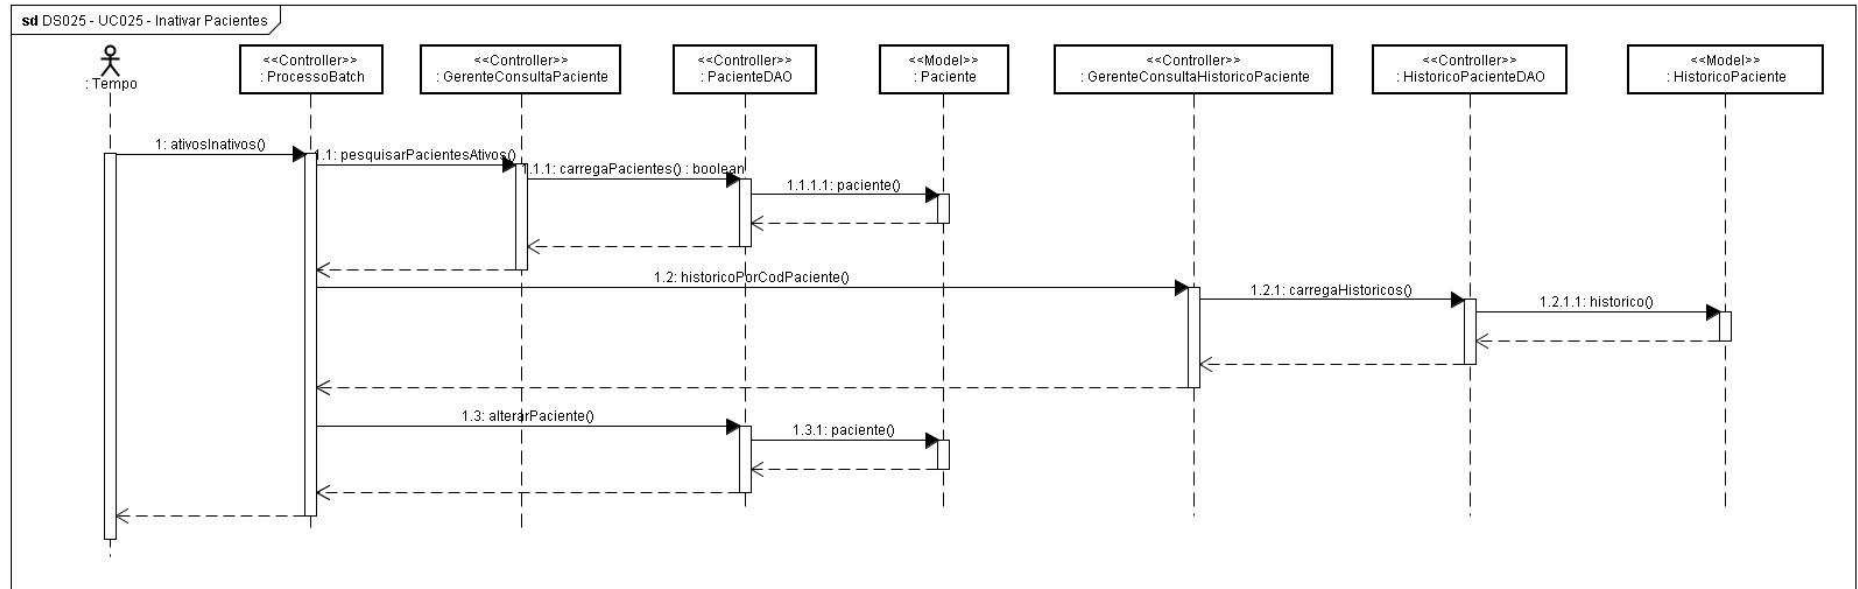 sd DS025 - UC025 - Inativar Pacientes
: Tempo
<<Controller>>
: ProcessoBatch
<<Controller>>
: GerenteConsultaPaciente
<<Controller>>
: PacienteDAO
<<Model>>
: Paciente
<<Controller>>
: GerenteConsultaHistoricoPaciente
<<Controller>>
: HistoricoPacienteDAO
<<Model>>
: HistoricoPaciente
1: ativosInativos()
1.1: pesquisarPacientesAtivos()
1.1.1: carregaPacientes() : boolean
1.1.1.1: paciente()
1.2: historicoPorCodPaciente()
1.2.1: carregaHistoricos()
1.2.1.1: historico()
1.3: alterarPaciente()
1.3.1: paciente()